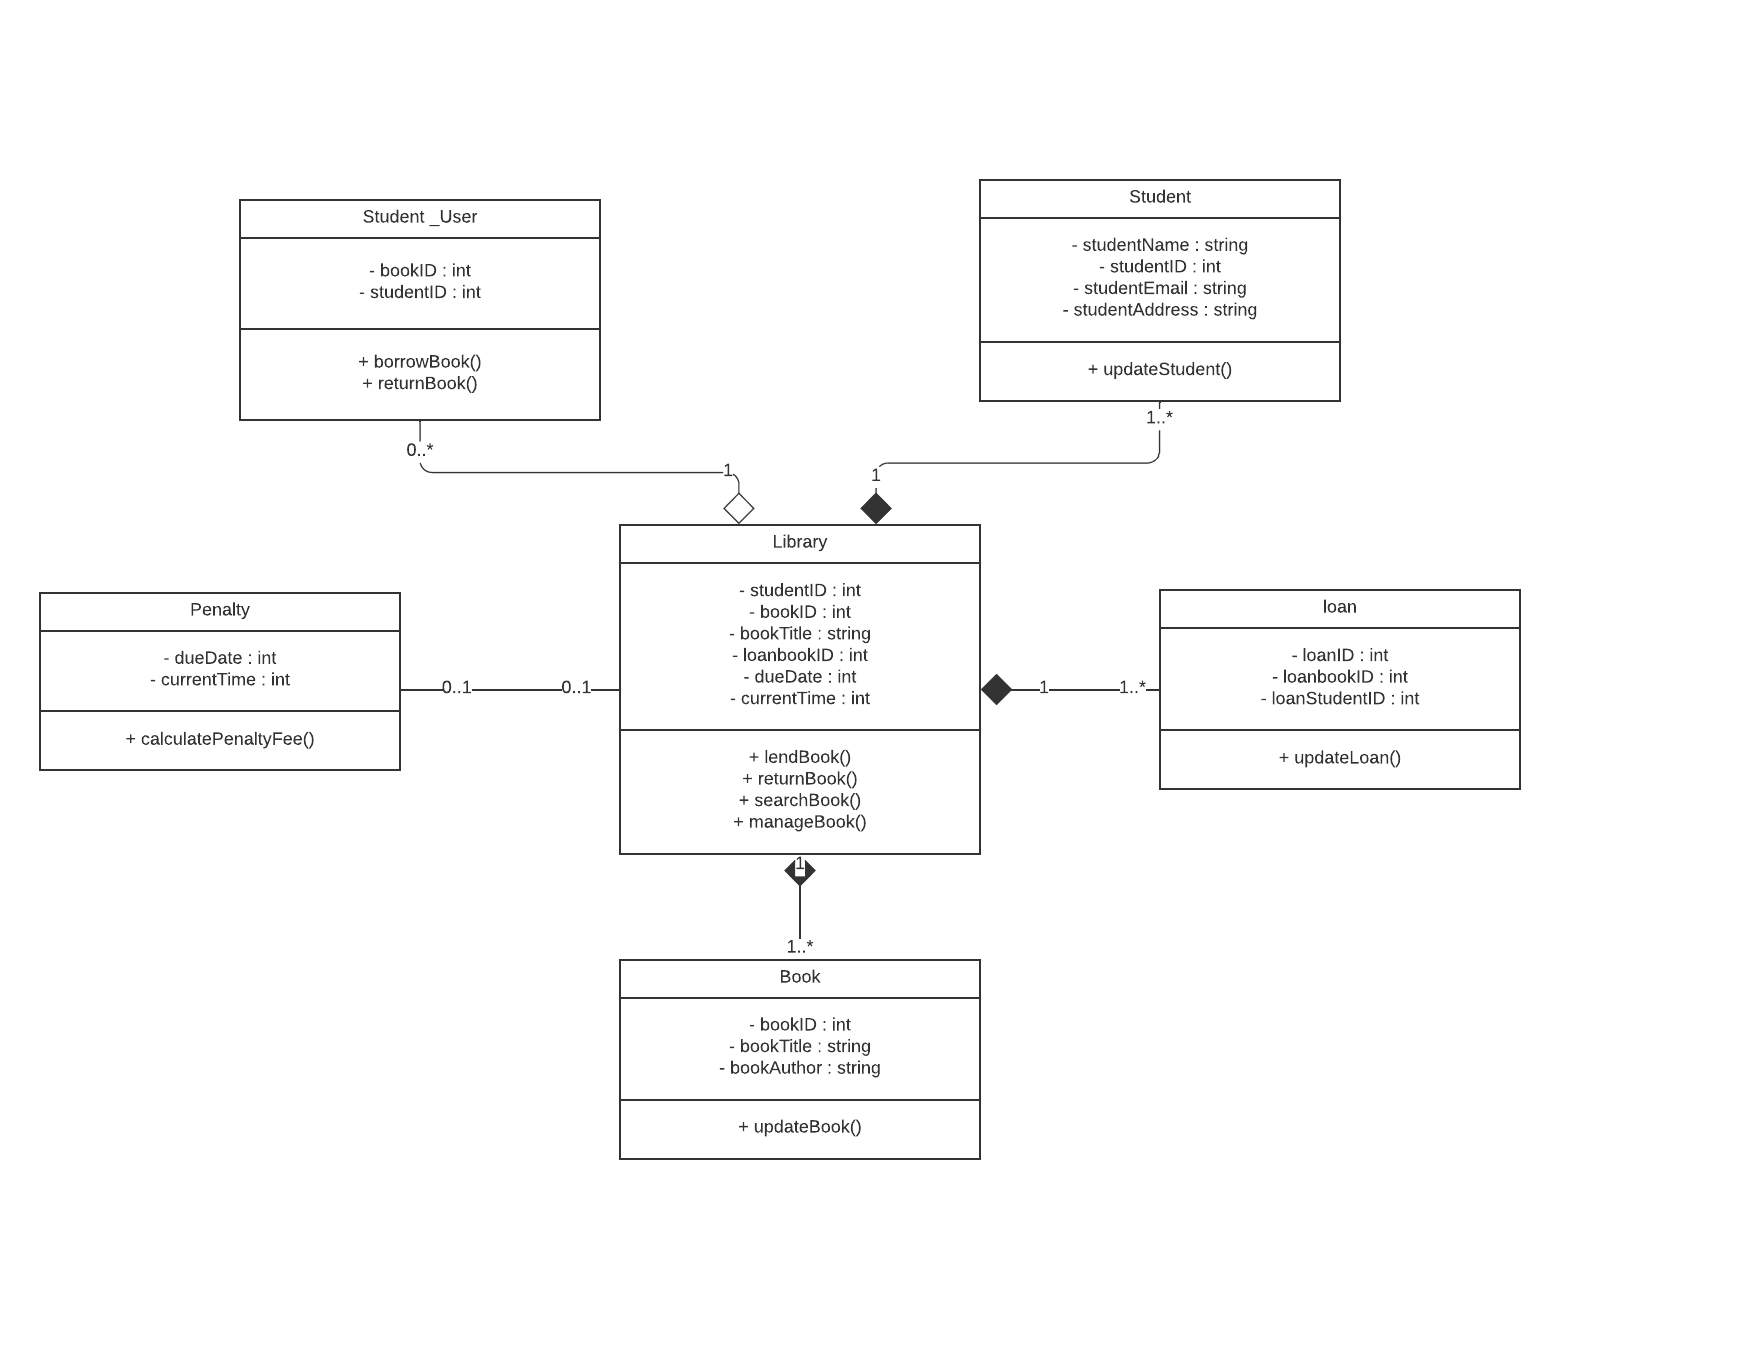 Student _User
- bookID : int
- studentID : int
+ borrowBook()
+ returnBook()
0..*
1
Student
- studentName : string
- studentID : int
- studentEmail : string
- studentAddress : string
+ updateStudent()
1..*
1
Penalty
- dueDate : int
- currentTime : int
+ calculatePenaltyFee()
0..1
0..1
Library
- studentID : int
- bookID : int
- bookTitle : string
- loanbookID : int
- dueDate : int
- currentTime : int
+ lendBook()
+ returnBook()
+ searchBook()
+ manageBook()
1
1..*
loan
- loanID : int
- loanbookID : int
- loanStudentID : int
+ updateLoan()
1
1..*
Book
- bookID : int
- bookTitle : string
- bookAuthor : string
+ updateBook()